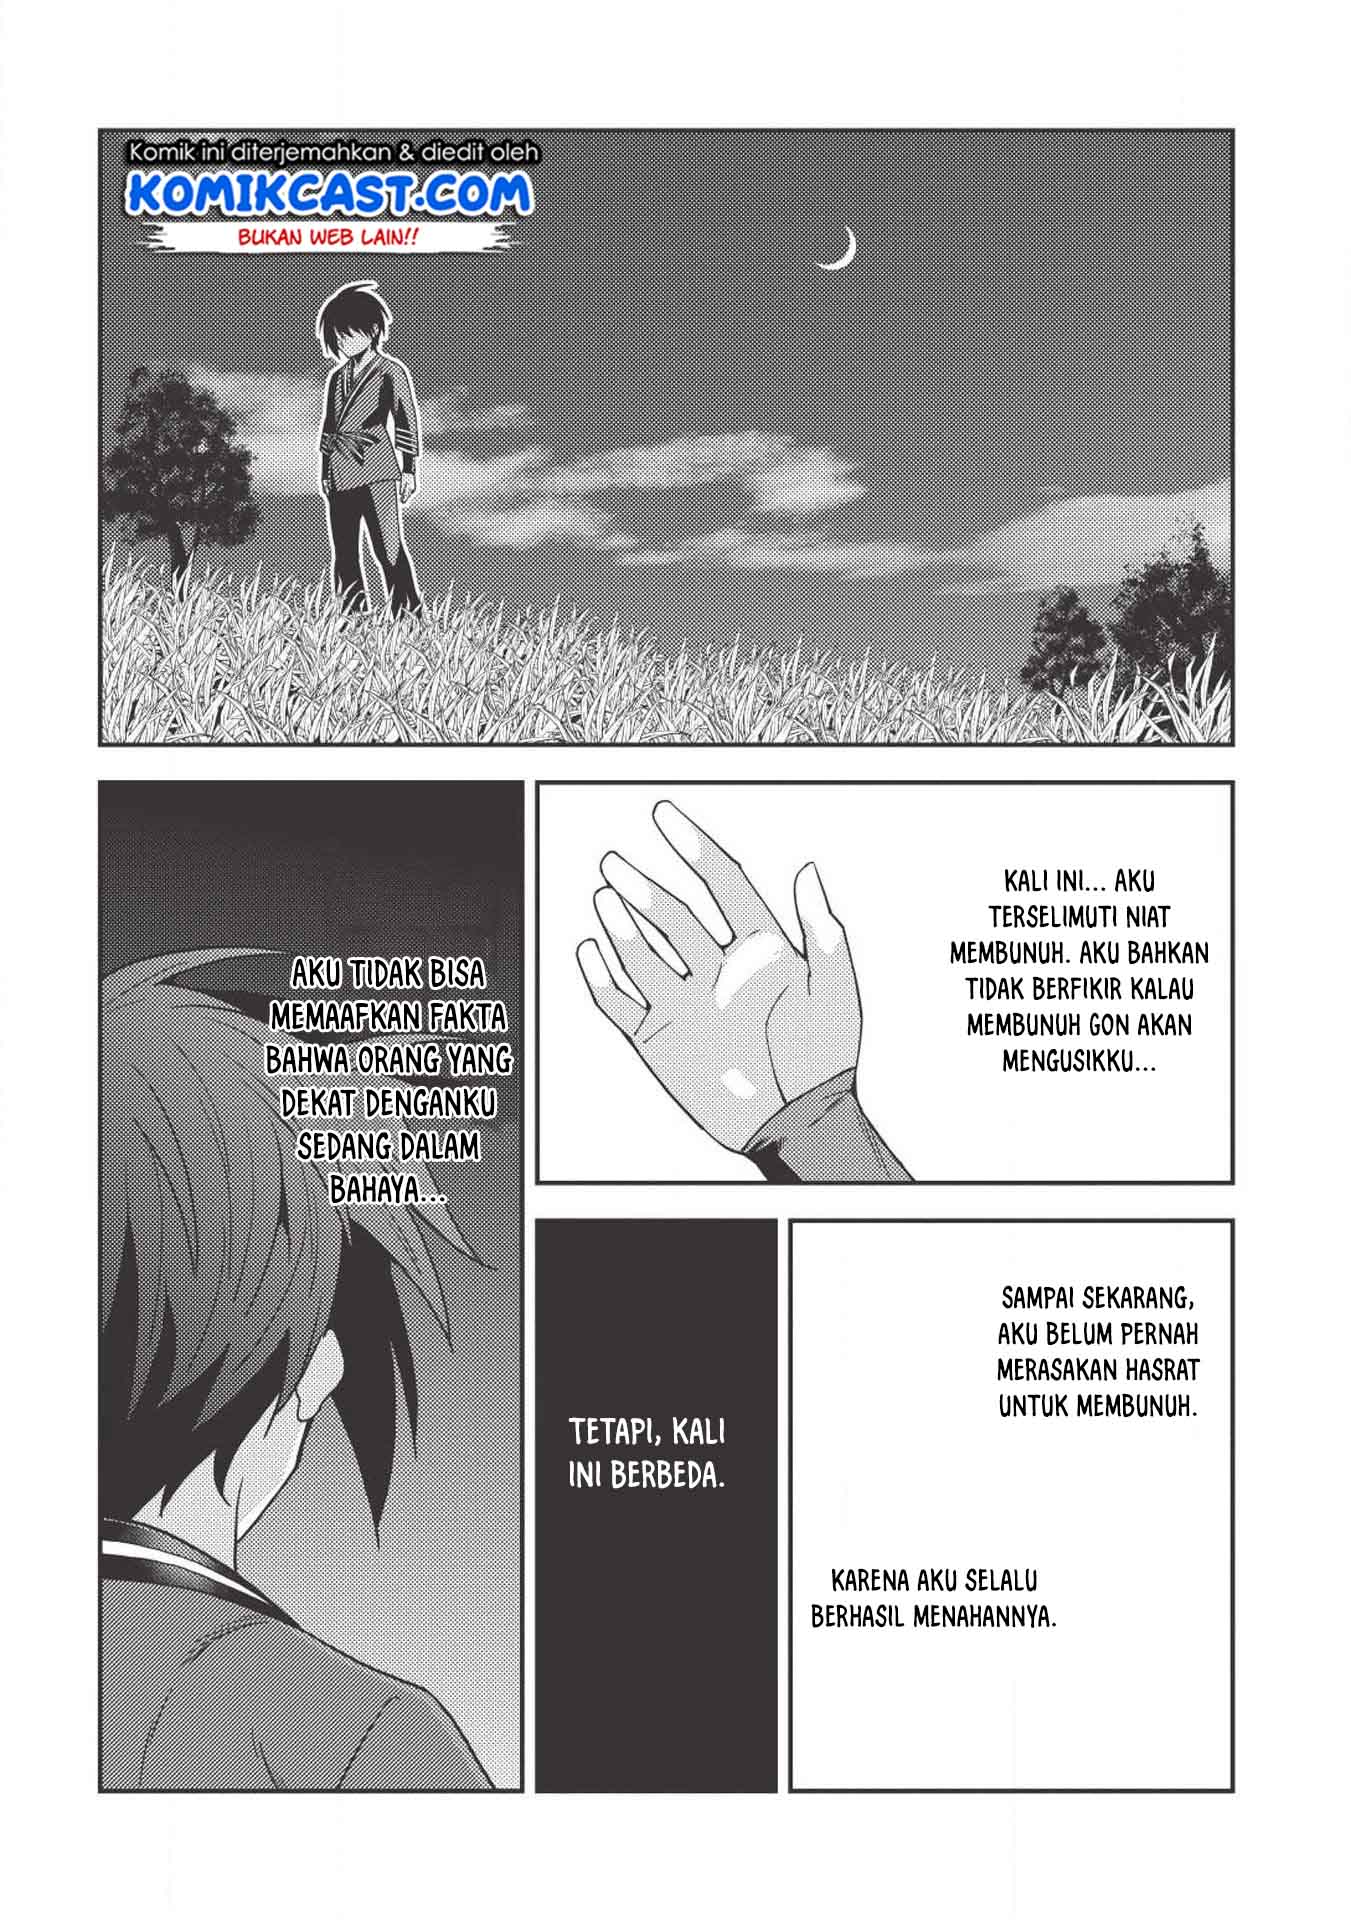 Komik ini diterjemahkan & diedit oleh
KOMIKCAST.COM
BUKAN WEB LAIN!!
KALI INI... AKU
TERSELIMUTI NIAT
MEMBUNUH. AKU BAHKAN
TIDAK BERFIKIR KALAU
MEMBUNUH GON AKAN
MENGUSIKKU...
SAMPAI SEKARANG,
AKU BELUM PERNAH
MERASAKAN HASRAT
UNTUK MEMBUNUH.
KARENA AKU SELALU
BERHASIL MENAHANNYA.
TETAPI, KALI
INI BERBEDA.
AKU TIDAK BISA
MEMAAFKAN FAKTA
BAHWA ORANG YANG
DEKAT DENGANKU
SEDANG DALAM
BAHAYA...